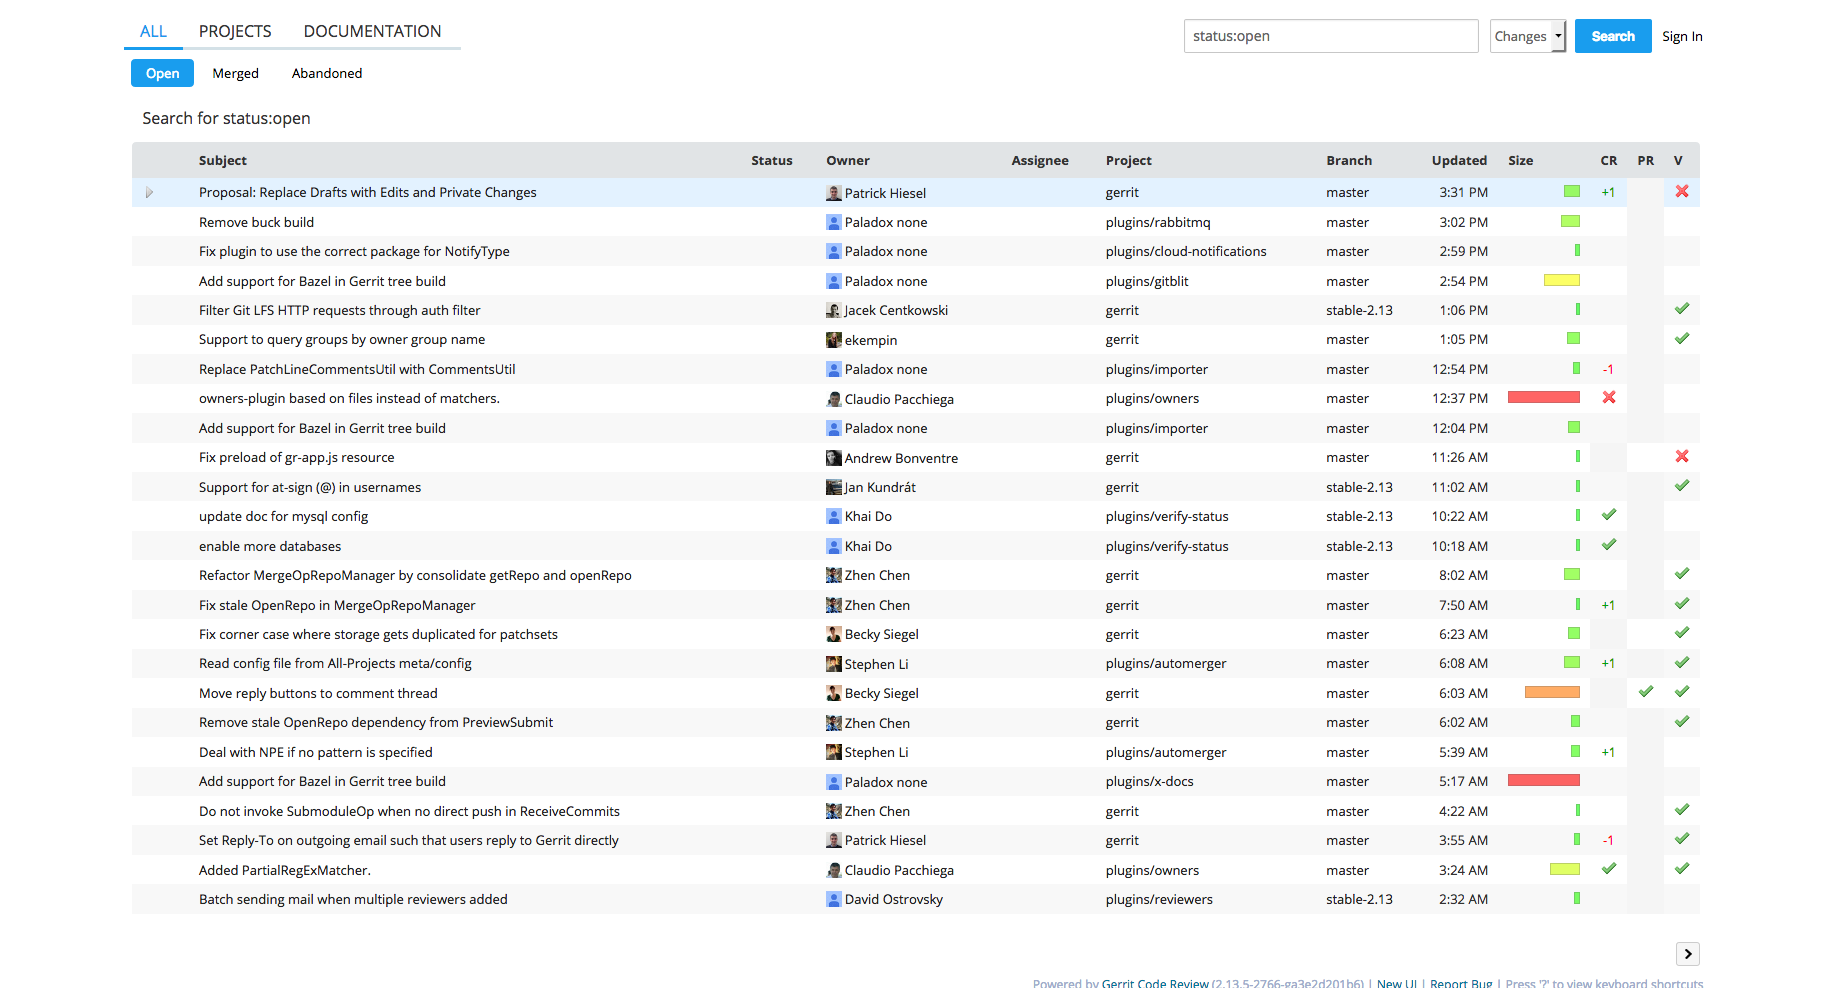 ALL PROJECTS DOCUMENTATION status:open Changes Search Sign In
Open Merged Abandoned
Search for status:open
Subject Status Owner Assignee Project Branch Updated Size CR PR V
Proposal: Replace Drafts with Edits and Private Changes Patrick Hiesel gerrit master 3:31 PM +1
Remove buck build Paladox none plugins/rabbitmq master 3:02 PM
Fix plugin to use the correct package for NotifyType Paladox none plugins/cloud-notifications master 2:59 PM
Add support for Bazel in Gerrit tree build Paladox none plugins/gitblit master 2:54 PM
Filter Git LFS HTTP requests through auth filter Jacek Centkowski gerrit stable-2.13 1:06 PM
Support to query groups by owner group name ekempin gerrit master 1:05 PM
Replace PatchLineCommentsUtil with CommentsUtil Paladox none plugins/importer master 12:54 PM -1
owners-plugin based on files instead of matchers. Claudio Pacchiega plugins/owners master 12:37 PM
Add support for Bazel in Gerrit tree build Paladox none plugins/importer master 12:04 PM
Fix preload of gr-app.js resource Andrew Bonventre gerrit master 11:26 AM
Support for at-sign (@) in usernames Jan Kundrát gerrit stable-2.13 11:02 AM
update doc for mysql config Khai Do plugins/verify-status stable-2.13 10:22 AM
enable more databases Khai Do plugins/verify-status stable-2.13 10:18 AM
Refactor MergeOpRepoManager by consolidate getRepo and openRepo Zhen Chen gerrit master 8:02 AM
Fix stale OpenRepo in MergeOpRepoManager Zhen Chen gerrit master 7:50 AM +1
Fix corner case where storage gets duplicated for patchsets Becky Siegel gerrit master 6:23 AM
Read config file from All-Projects meta/config Stephen Li plugins/automerger master 6:08 AM +1
Move reply buttons to comment thread Becky Siegel gerrit master 6:03 AM
Remove stale OpenRepo dependency from PreviewSubmit Zhen Chen gerrit master 6:02 AM
Deal with NPE if no pattern is specified Stephen Li plugins/automerger master 5:39 AM +1
Add support for Bazel in Gerrit tree build Paladox none plugins/x-docs master 5:17 AM
Do not invoke SubmoduleOp when no direct push in ReceiveCommits Zhen Chen gerrit master 4:22 AM
Set Reply-To on outgoing email such that users reply to Gerrit directly Patrick Hiesel gerrit master 3:55 AM -1
Added PartialRegExMatcher. Claudio Pacchiega plugins/owners master 3:24 AM
Batch sending mail when multiple reviewers added David Ostrovsky plugins/reviewers stable-2.13 2:32 AM
Powered by Gerrit Code Review (2.13.5-2766-ga3e2d201b6) | New UI | Report Bug | Press '?' to view keyboard shortcuts